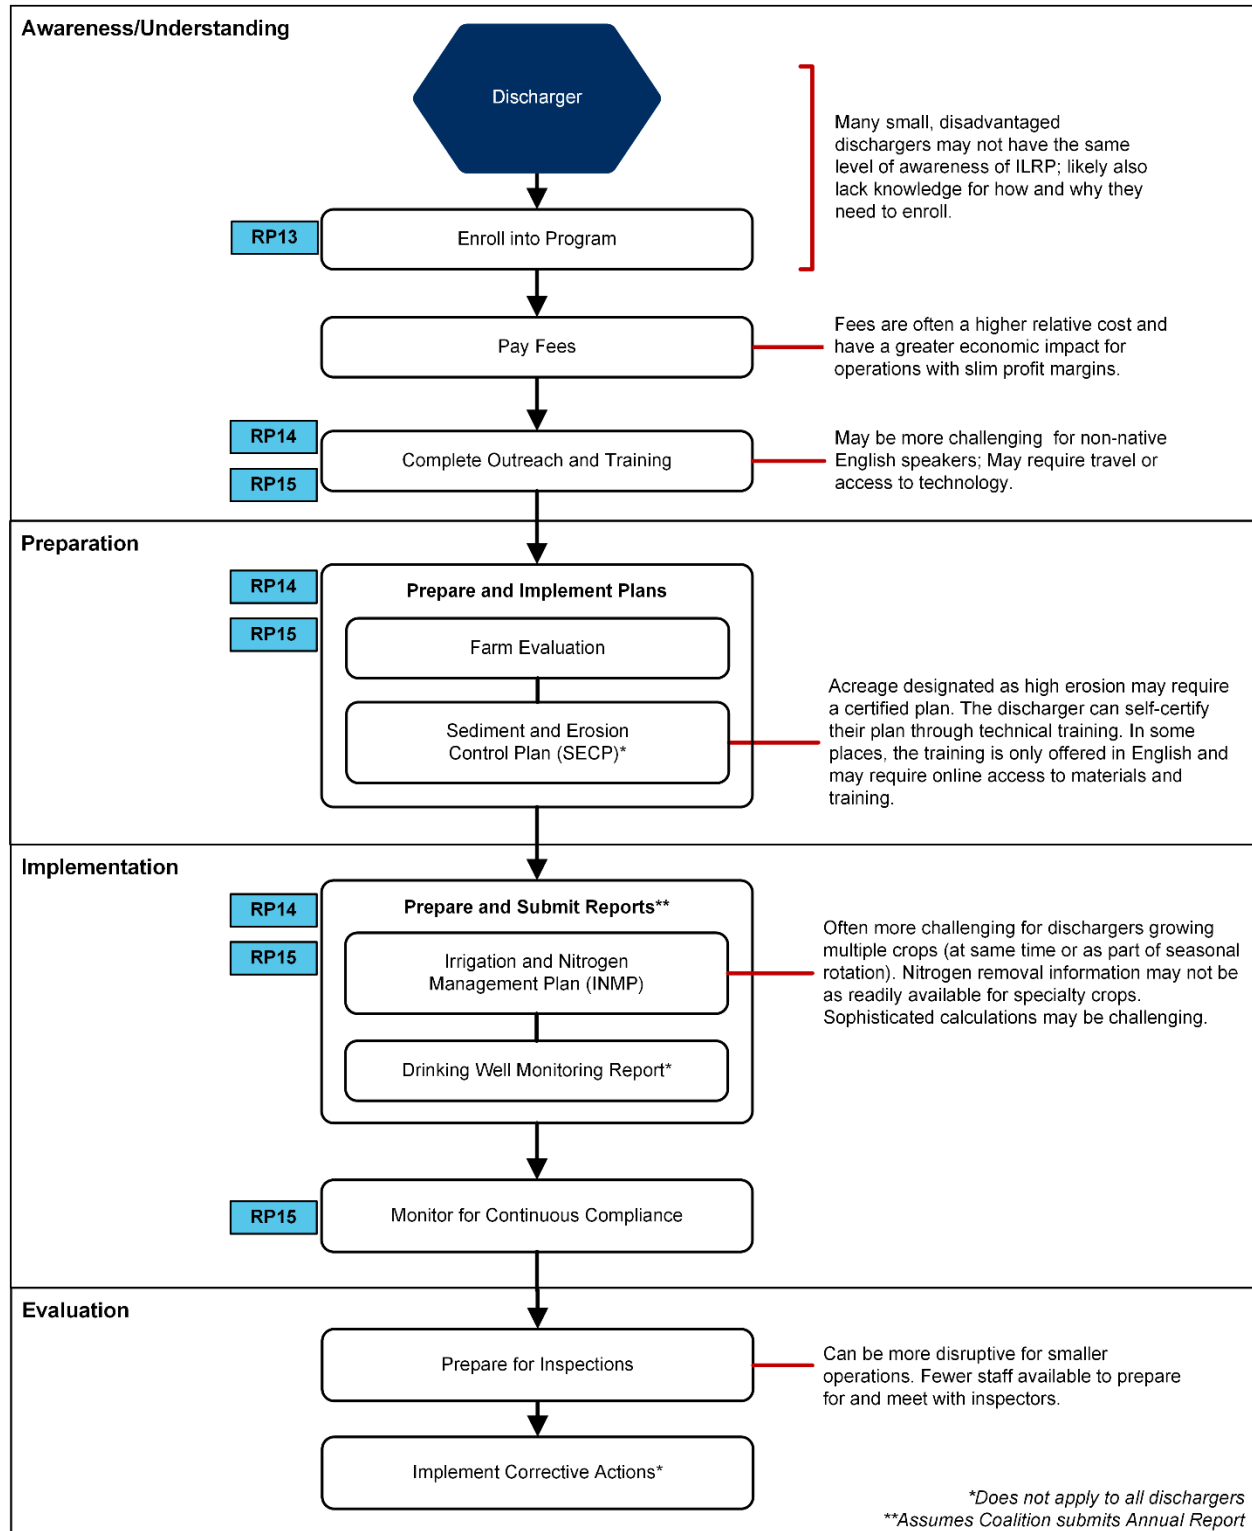 Awareness/Understanding
Discharger
Many small, disadvantaged
dischargers may not have the same
level of awareness of ILRP; likely also
lack knowledge for how and why they
need to enroll.
RP13
Enroll into Program
Pay Fees
Fees are often a higher relative cost and
have a greater economic impact for
operations with slim profit margins.
RP14
RP15
Complete Outreach and Training
May be more challenging for non-native
English speakers; May require travel or
access to technology.
Preparation
RP14
RP15
Prepare and Implement Plans
Farm Evaluation
Sediment and Erosion
Control Plan (SECP)*
Acreage designated as high erosion may require
a certified plan. The discharger can self-certify
their plan through technical training. In some
places, the training is only offered in English and
may require online access to materials and
training.
Implementation
RP14
RP15
Prepare and Submit Reports**
Irrigation and Nitrogen
Management Plan (INMP)
Often more challenging for dischargers growing
multiple crops (at same time or as part of seasonal
rotation). Nitrogen removal information may not be
as readily available for specialty crops.
Sophisticated calculations may be challenging.
Drinking Well Monitoring Report*
RP15
Monitor for Continuous Compliance
Evaluation
Prepare for Inspections
Can be more disruptive for smaller
operations. Fewer staff available to prepare
for and meet with inspectors.
Implement Corrective Actions*
*Does not apply to all dischargers
**Assumes Coalition submits Annual Report